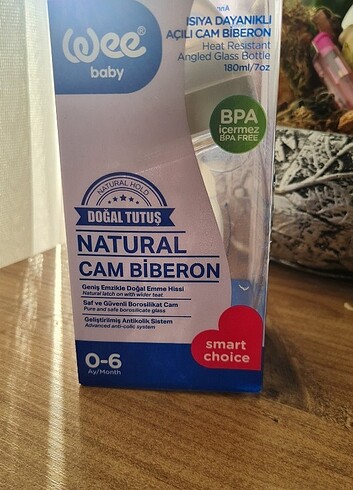 wee®
baby
ISIYA DAYANIKLI
AÇILI CAM BİBERON
Heat Resistant
Angled Glass Bottle
180ml/7oz
BPA
içermez
BPA FREE
NATURAL HOLD
DOĞAL TUTUŞ
NATURAL
CAM BİBERON
Geniş Emzikle Doğal Emme Hissi
Natural latch on with wider teat
Saf ve Güvenli Borosilikat Cam
Pure and safe borosilicate glass
Geliştirilmiş Antikolik Sistem
Advanced anti-colic system
smart
choice
0-6
Ay/Month